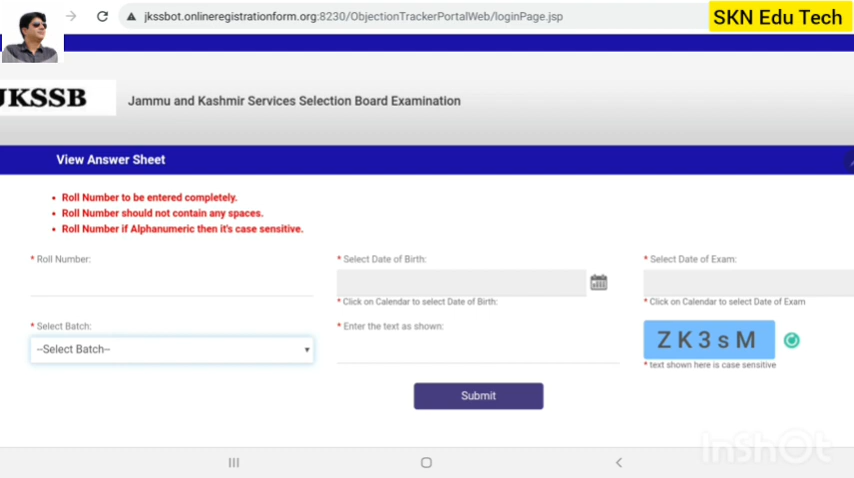 jkssbot.onlineregistrationform.org:8230/ObjectionTrackerPortalWeb/loginPage.jsp
SKN Edu Tech
JKSSB
Jammu and Kashmir Services Selection Board Examination
View Answer Sheet
• Roll Number to be entered completely.
• Roll Number should not contain any spaces.
• Roll Number if Alphanumeric then it's case sensitive.
* Roll Number:
* Select Date of Birth:
* Select Date of Exam:
* Click on Calendar to select Date of Birth:
* Click on Calendar to select Date of Exam
* Select Batch:
* Enter the text as shown:
--Select Batch--
Z K 3 s M
* text shown here is case sensitive
Submit
InShOt